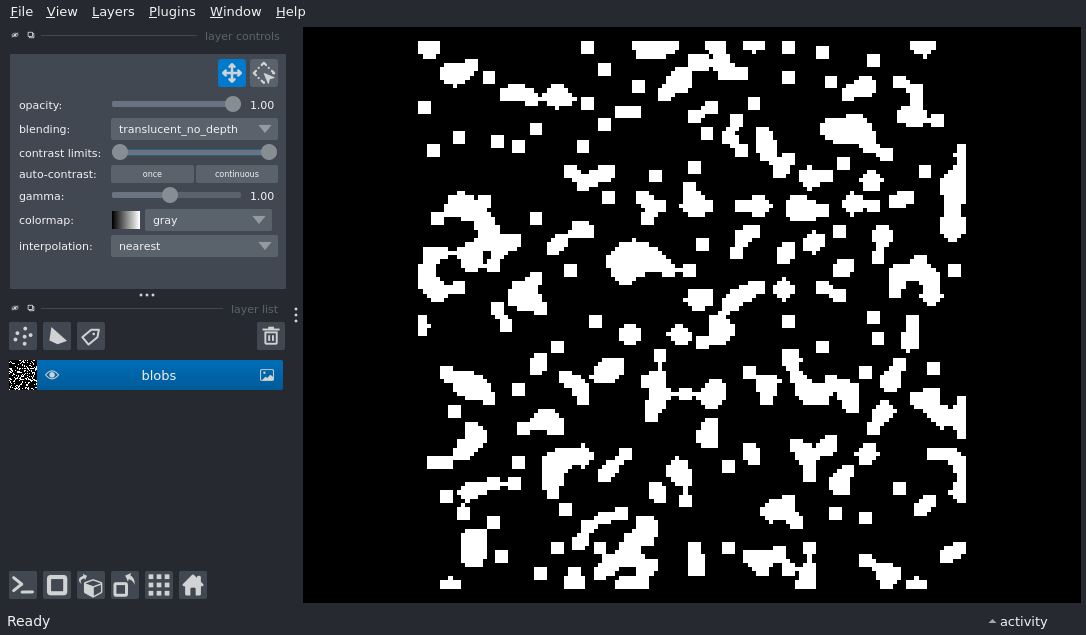 File View Layers Plugins Window Help
layer controls
opacity: 1.00
blending: translucent_no_depth
contrast limits:
auto-contrast: once continuous
gamma: 1.00
colormap: gray
interpolation: nearest
layer list
blobs
Ready
activity